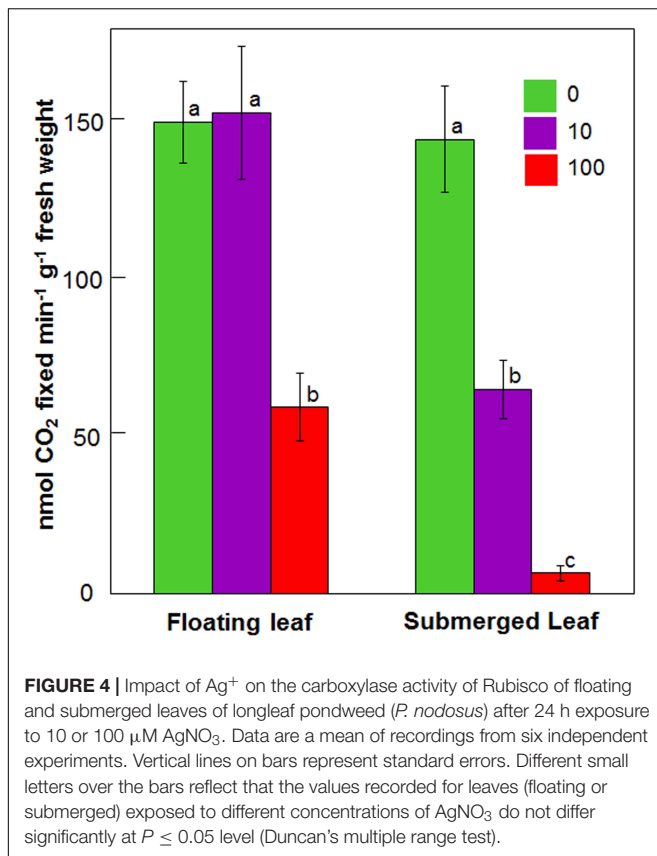 nmol CO₂ fixed min⁻¹ g⁻¹ fresh weight
150
100
50
0
a
a
b
a
b
c
0
10
100
Floating leaf
Submerged Leaf
FIGURE 4 | Impact of Ag⁺ on the carboxylase activity of Rubisco of floating
and submerged leaves of longleaf pondweed (P. nodosus) after 24 h exposure
to 10 or 100 μM AgNO₃. Data are a mean of recordings from six independent
experiments. Vertical lines on bars represent standard errors. Different small
letters over the bars reflect that the values recorded for leaves (floating or
submerged) exposed to different concentrations of AgNO₃ do not differ
significantly at P ≤ 0.05 level (Duncan's multiple range test).